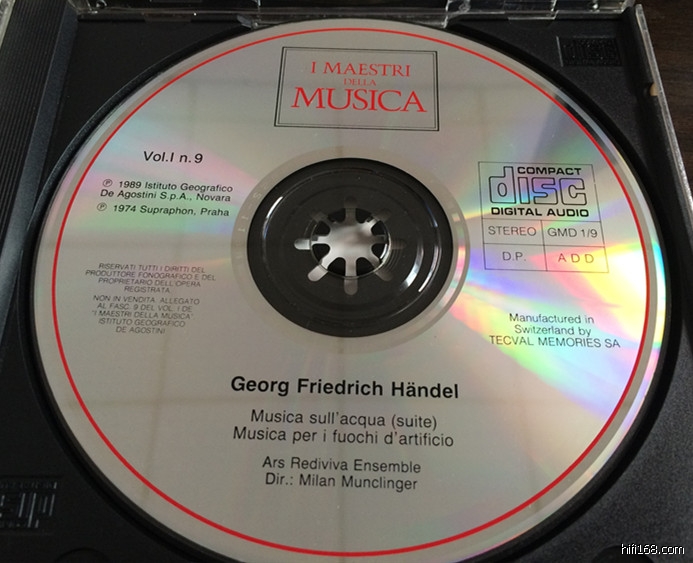 I MAESTRI
DELLA
MUSICA
Vol.I n.9
℗ 1989 Istituto Geografico
De Agostini S.p.A., Novara
℗ 1974 Supraphon, Praha
COMPACT
disc
DIGITAL AUDIO
STEREO GMD 1/9
D.P. ADD
RISERVATI TUTTI I DIRITTI DEL
PRODUTTORE FONOGRAFICO E DEL
PROPRIETARIO DELL'OPERA
REGISTRATA.
NON IN VENDITA. ALLEGATO
AL FASC. 9 DEL VOL. I DE
"I MAESTRI DELLA MUSICA"
ISTITUTO GEOGRAFICO
DE AGOSTINI
Manufactured in
Switzerland by
TECVAL MEMORIES SA
Georg Friedrich Händel
Musica sull'acqua (suite)
Musica per i fuochi d'artificio
Ars Rediviva Ensemble
Dir.: Milan Munclinger
hifi168.com